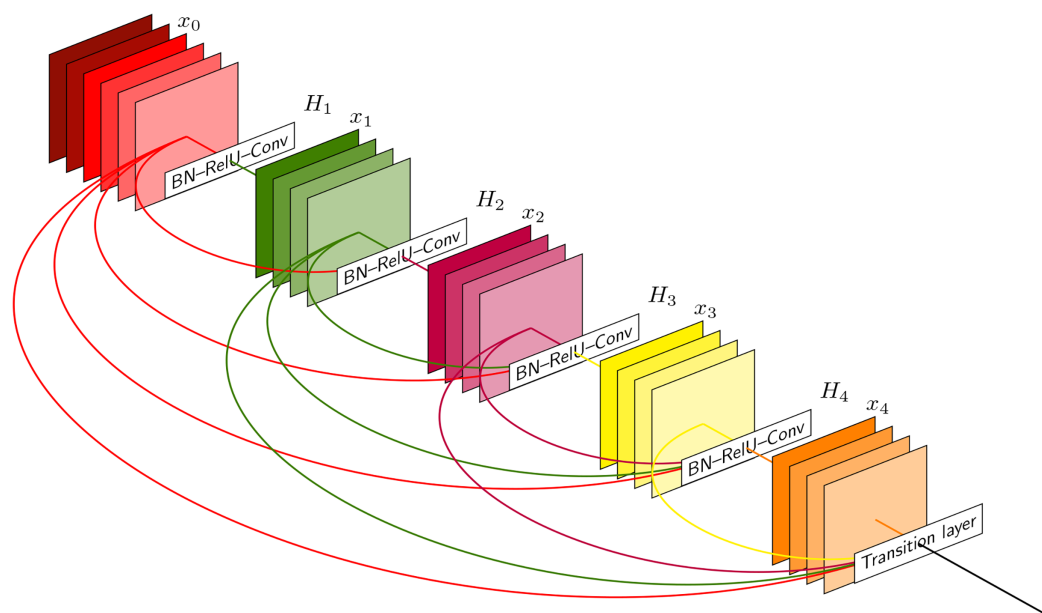 x₀
H₁
x₁
BN–RelU–Conv
H₂
x₂
BN–RelU–Conv
H₃
x₃
BN–RelU–Conv
H₄
x₄
BN–RelU–Conv
Transition layer